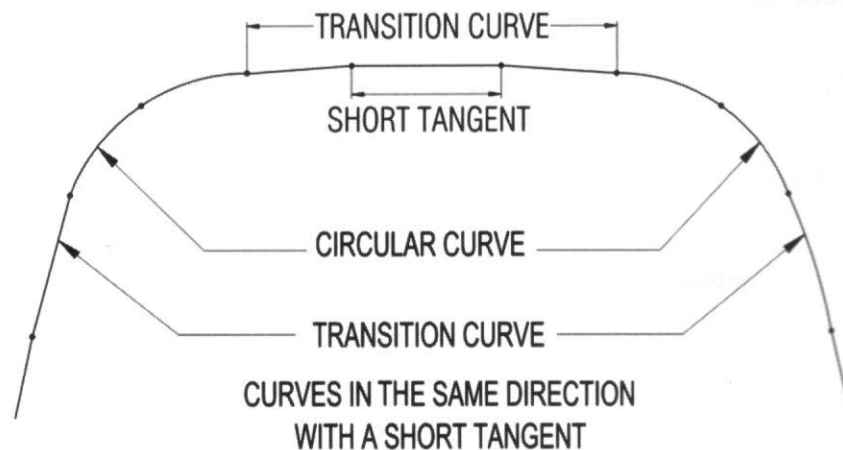 TRANSITION CURVE
SHORT TANGENT
CIRCULAR CURVE
TRANSITION CURVE
CURVES IN THE SAME DIRECTION
WITH A SHORT TANGENT